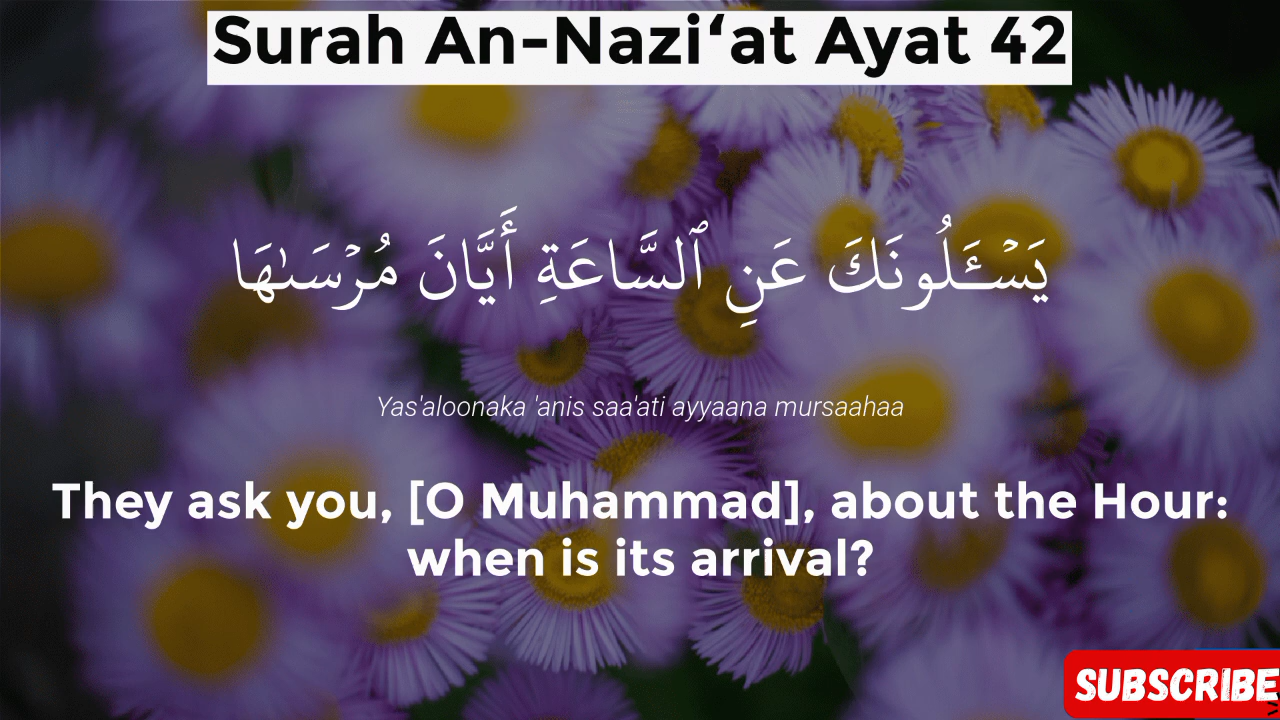 Surah An-Nazi‘at Ayat 42
يَسْـَٔلُونَكَ عَنِ ٱلسَّاعَةِ أَيَّانَ مُرْسَىٰهَا
Yas'aloonaka 'anis saa'ati ayyaana mursaahaa
They ask you, [O Muhammad], about the Hour:
when is its arrival?
SUBSCRIBE